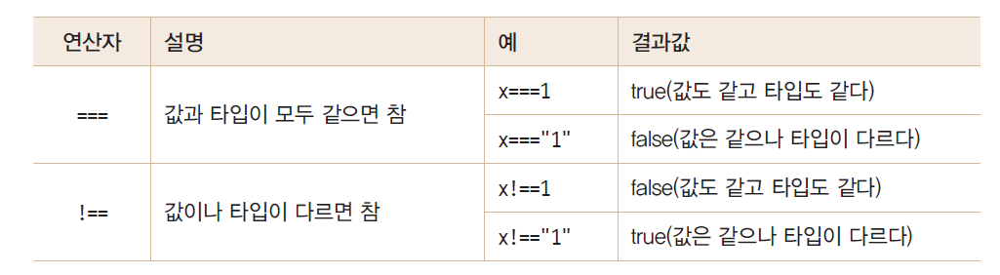 연산자 설명 예 결과값
=== 값과 타입이 모두 같으면 참 x===1 true(값도 같고 타입도 같다)
x==="1" false(값은 같으나 타입이 다르다)
!== 값이나 타입이 다르면 참 x!==1 false(값도 같고 타입도 같다)
x!=="1" true(값은 같으나 타입이 다르다)